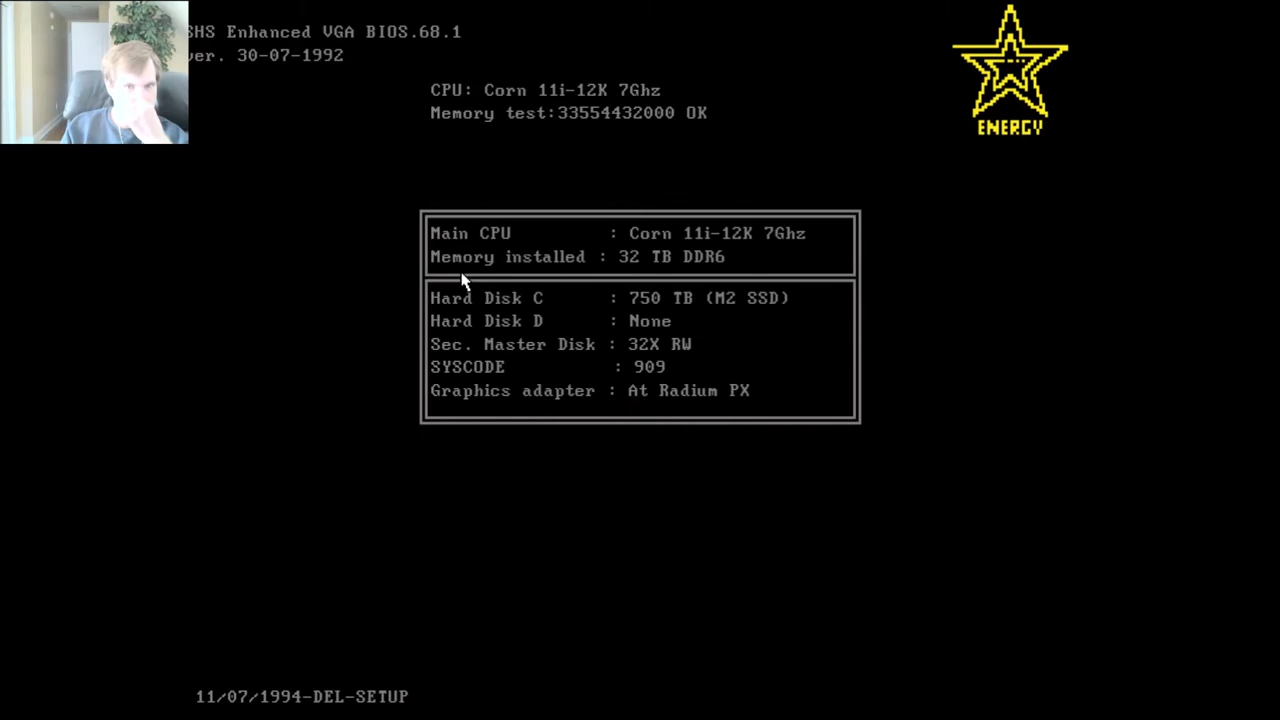 SHS Enhanced VGA BIOS.68.1
ver. 30-07-1992
CPU: Corn 11i-12K 7Ghz
Memory test:33554432000 OK
ENERGY
Main CPU : Corn 11i-12K 7Ghz
Memory installed : 32 TB DDR6
Hard Disk C : 750 TB (M2 SSD)
Hard Disk D : None
Sec. Master Disk : 32X RW
SYSCODE : 909
Graphics adapter : At Radium PX
11/07/1994-DEL-SETUP